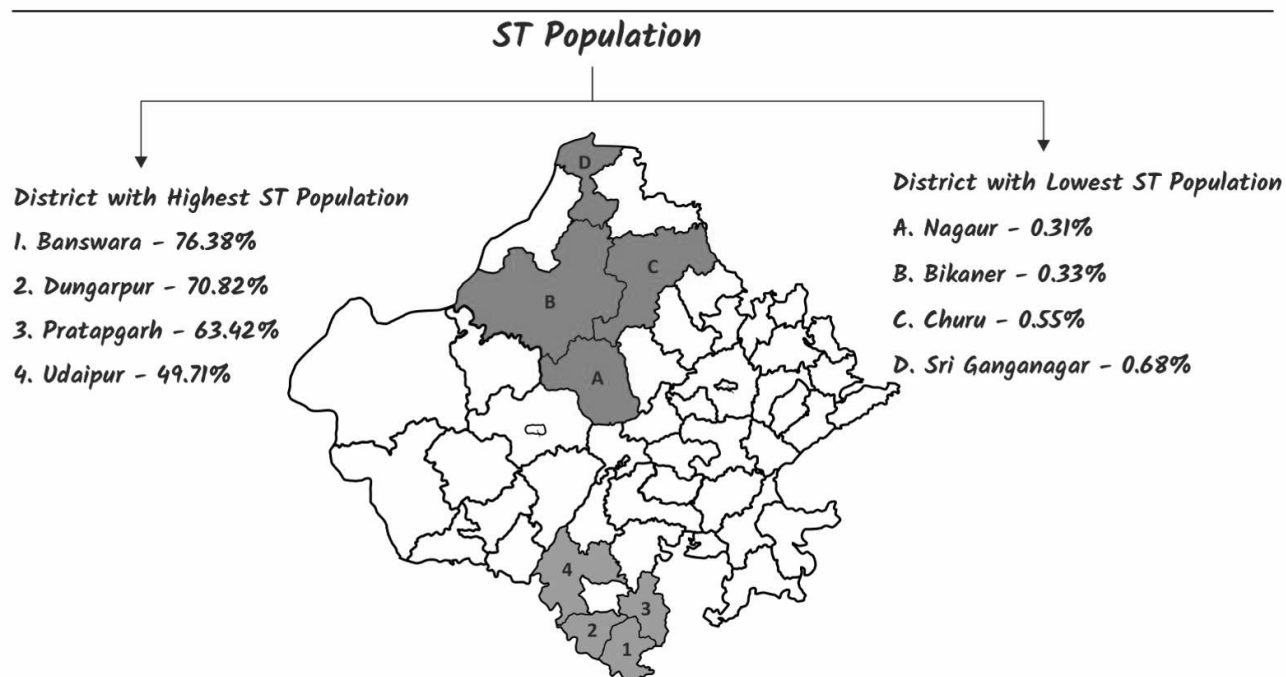 ST Population
District with Highest ST Population
1. Banswara - 76.38%
2. Dungarpur - 70.82%
3. Pratapgarh - 63.42%
4. Udaipur - 49.71%
District with Lowest ST Population
A. Nagaur - 0.31%
B. Bikaner - 0.33%
C. Churu - 0.55%
D. Sri Ganganagar - 0.68%
D
C
B
A
4
3
2
1